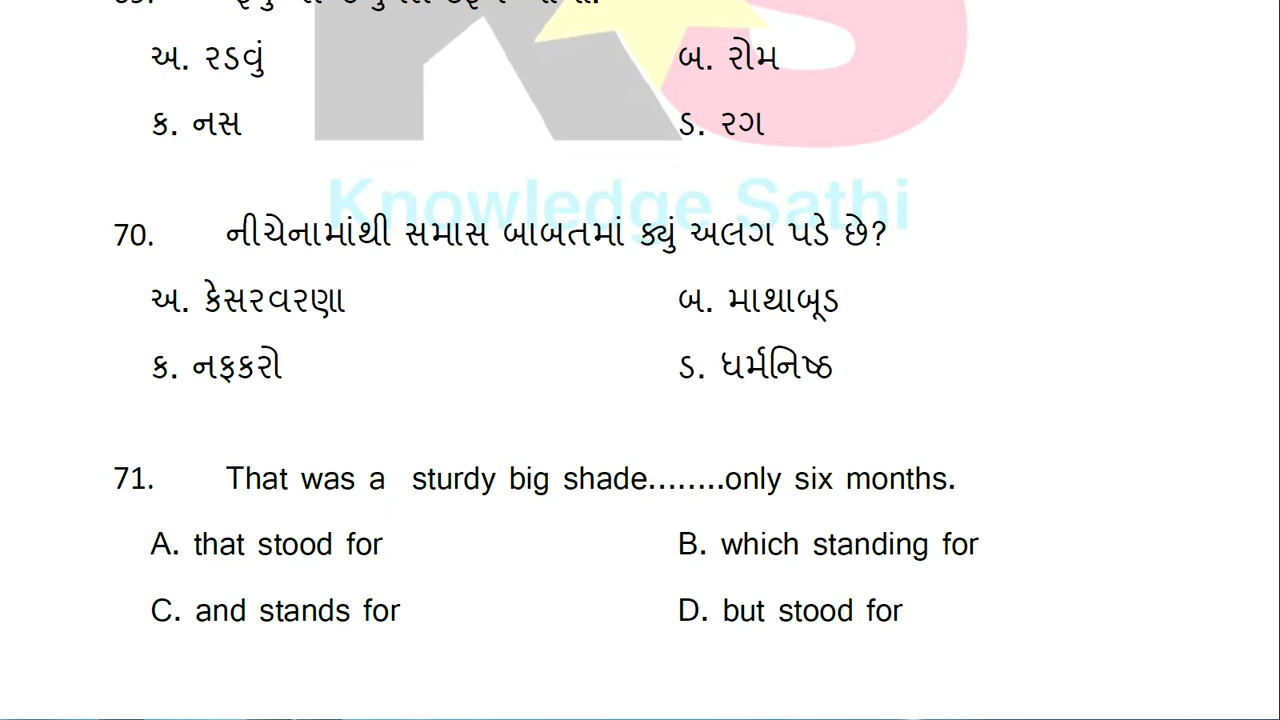 અ. રડવું બ. રોમ
ક. નસ ડ. રગ
Knowledge Sathi
70. નીચેનામાંથી સમાસ બાબતમાં ક્યું અલગ પડે છે?
અ. કેસરવરણા બ. માથાબૂડ
ક. નફકરો ડ. ધર્મનિષ્ઠ
71. That was a sturdy big shade........only six months.
A. that stood for B. which standing for
C. and stands for D. but stood for